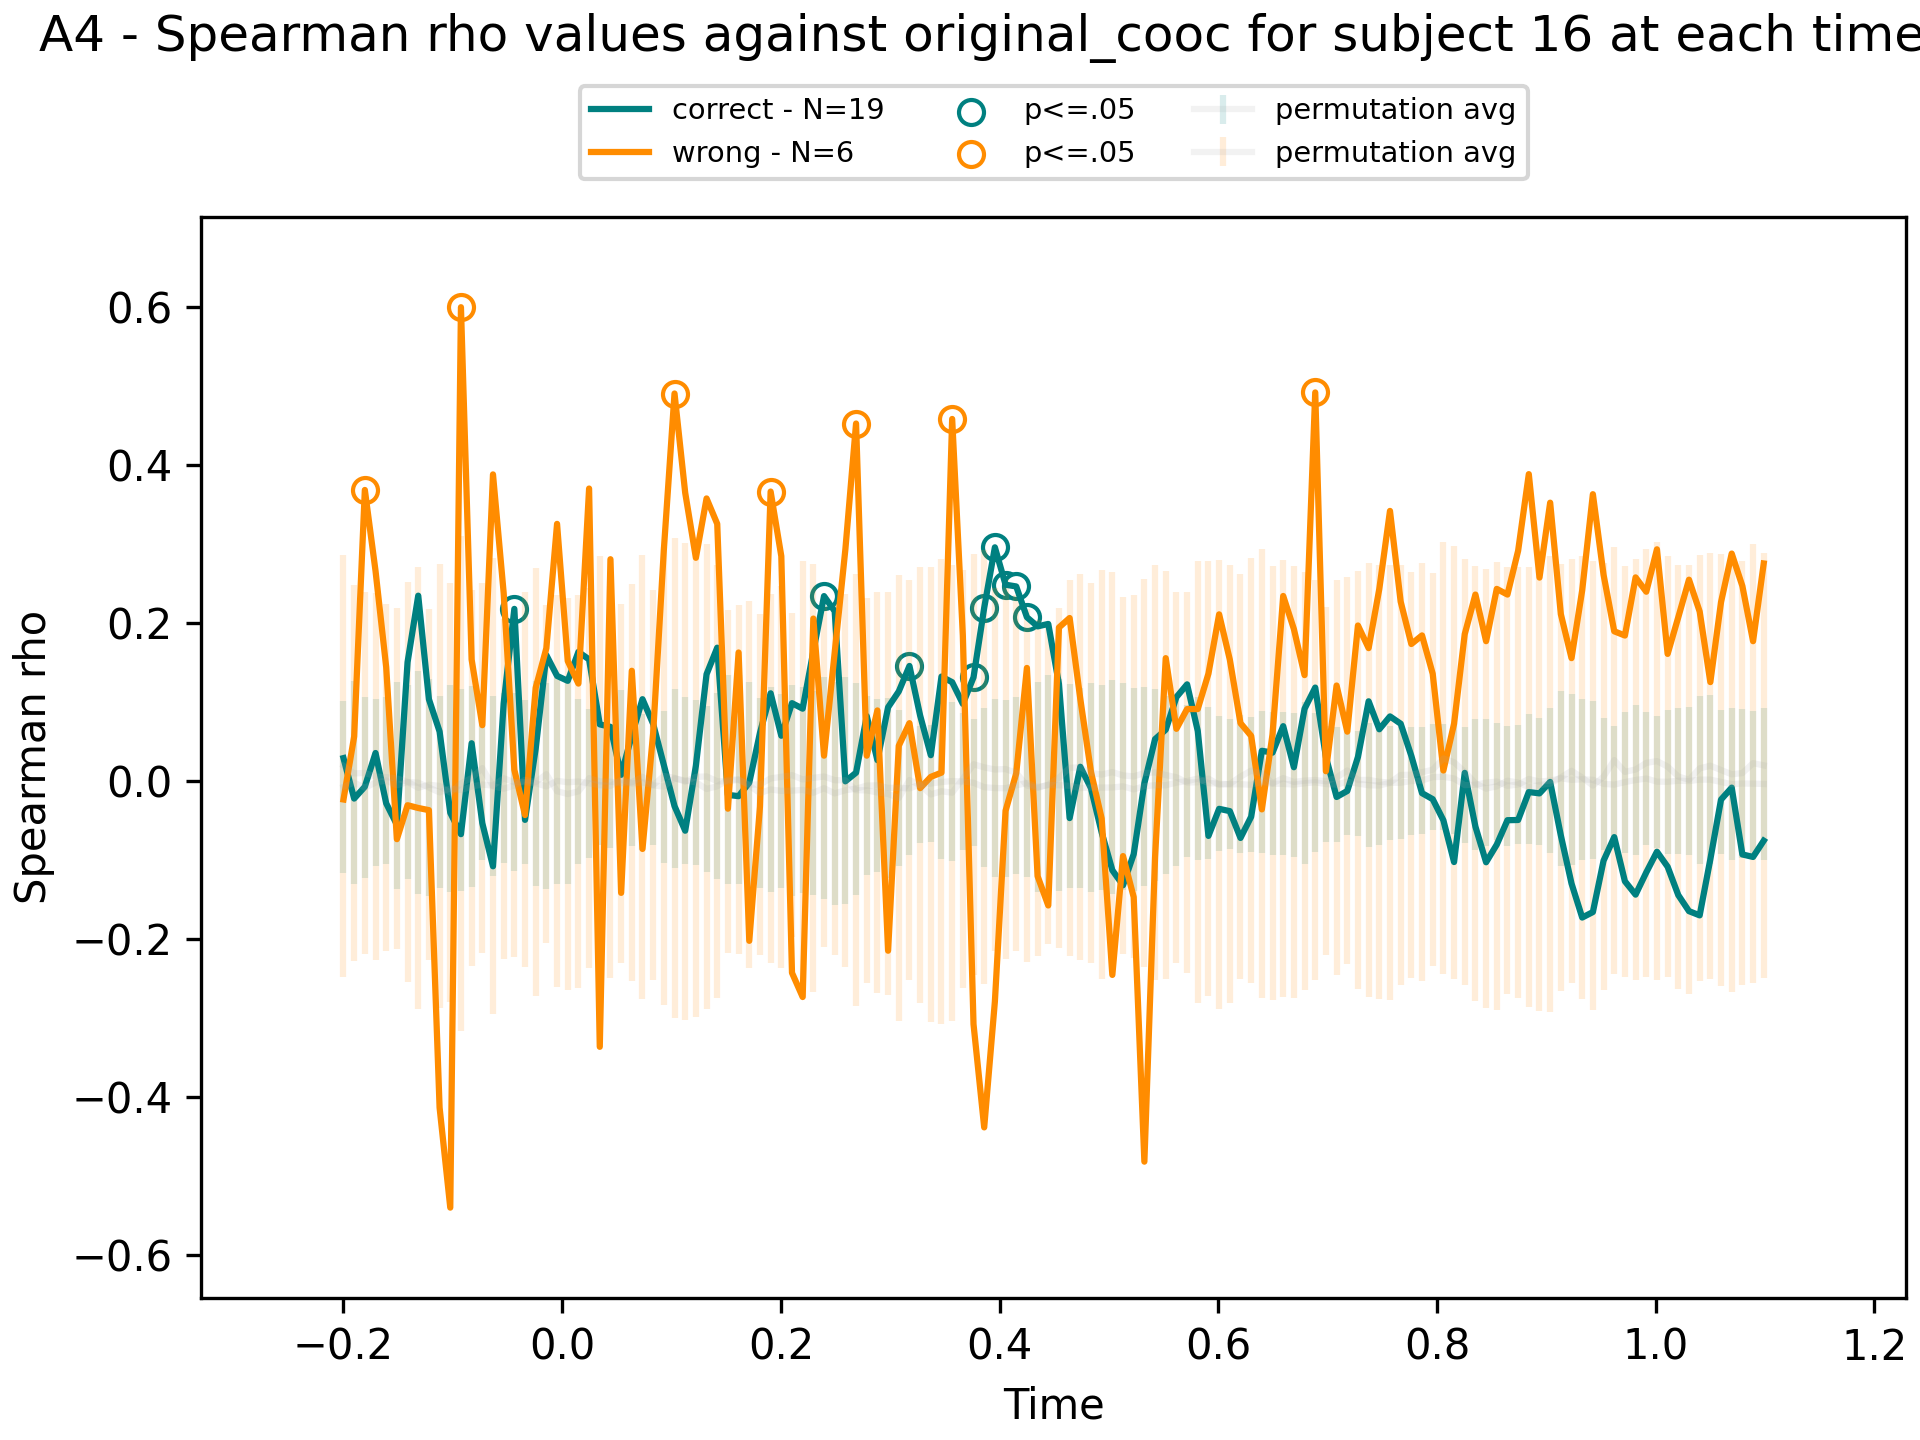 A4 - Spearman rho values against original_cooc for subject 16 at each time
correct - N=19
wrong - N=6
p<=.05
p<=.05
permutation avg
permutation avg
Spearman rho
0.6
0.4
0.2
0.0
−0.2
−0.4
−0.6
−0.2 0.0 0.2 0.4 0.6 0.8 1.0 1.2
Time